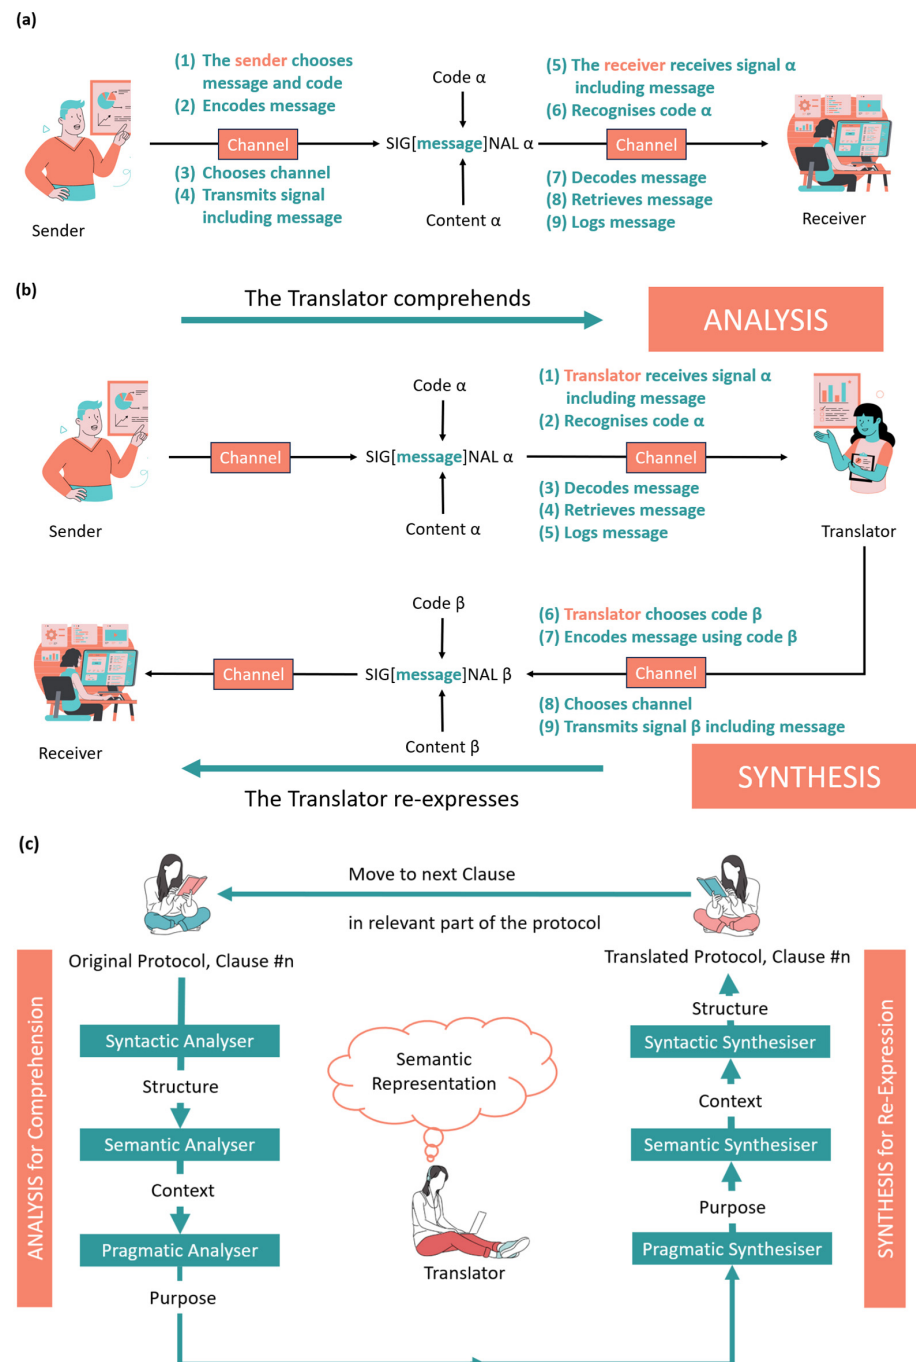 (a)
(1) The sender chooses
message and code
(2) Encodes message
Channel
(3) Chooses channel
(4) Transmits signal
including message
Sender
Code α
SIG[message]NAL α
Content α
(5) The receiver receives signal α
including message
(6) Recognises code α
Channel
(7) Decodes message
(8) Retrieves message
(9) Logs message
Receiver
(b)
The Translator comprehends
ANALYSIS
Sender
Channel
Code α
SIG[message]NAL α
Content α
(1) Translator receives signal α
including message
(2) Recognises code α
Channel
(3) Decodes message
(4) Retrieves message
(5) Logs message
Translator
(6) Translator chooses code β
(7) Encodes message using code β
Channel
(8) Chooses channel
(9) Transmits signal β including message
Code β
SIG[message]NAL β
Content β
Channel
Receiver
SYNTHESIS
The Translator re-expresses
(c)
Move to next Clause
in relevant part of the protocol
ANALYSIS for Comprehension
Original Protocol, Clause #n
Syntactic Analyser
Structure
Semantic Analyser
Context
Pragmatic Analyser
Purpose
Semantic
Representation
Translator
Translated Protocol, Clause #n
Structure
Syntactic Synthesiser
Context
Semantic Synthesiser
Purpose
Pragmatic Synthesiser
SYNTHESIS for Re-Expression